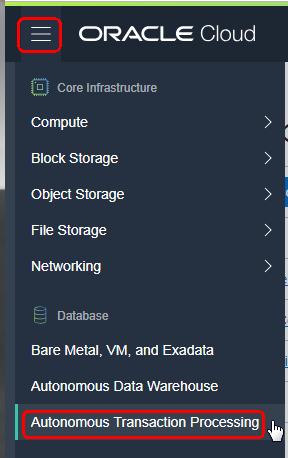 ORACLE Cloud
Core Infrastructure
Compute
Block Storage
Object Storage
File Storage
Networking
Database
Bare Metal, VM, and Exadata
Autonomous Data Warehouse
Autonomous Transaction Processing